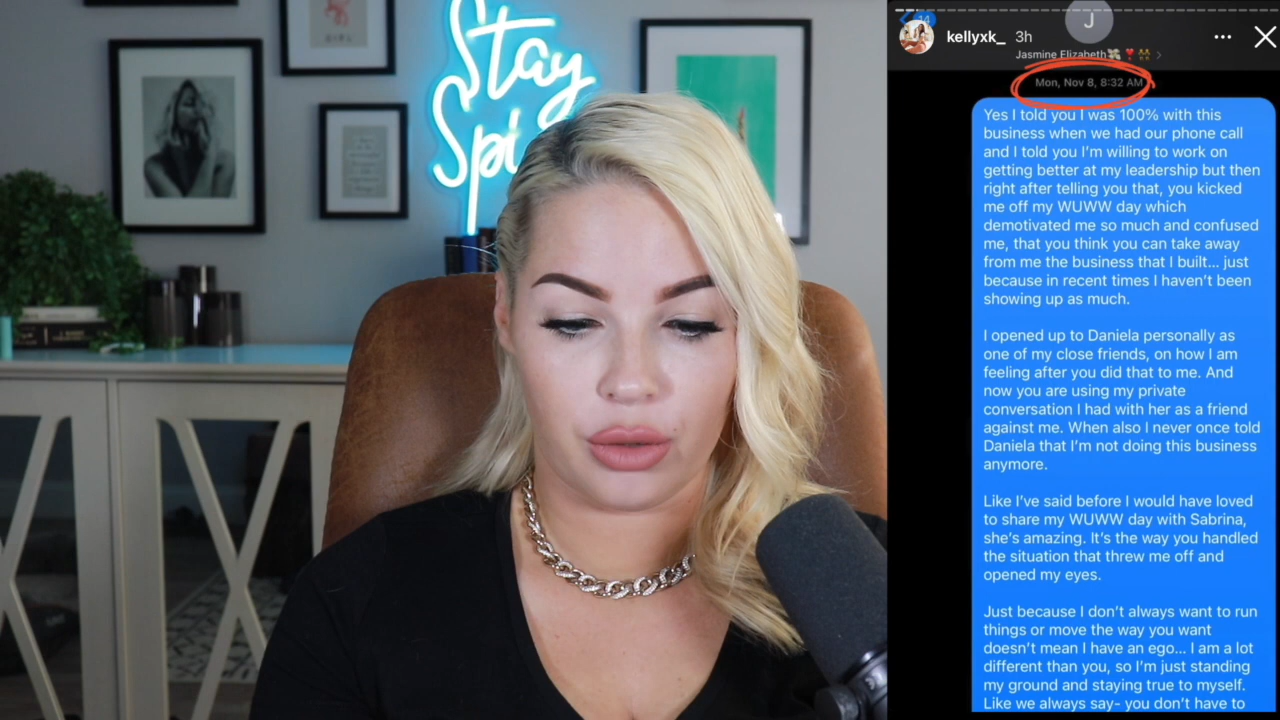 Stay
Spi
GIRL
J
kellyxk_ 3h
Jasmine Elizabeth
Mon, Nov 8, 8:32 AM
Yes I told you I was 100% with this
business when we had our phone call
and I told you I'm willing to work on
getting better at my leadership but then
right after telling you that, you kicked
me off my WUWW day which
demotivated me so much and confused
me, that you think you can take away
from me the business that I built... just
because in recent times I haven't been
showing up as much.
I opened up to Daniela personally as
one of my close friends, on how I am
feeling after you did that to me. And
now you are using my private
conversation I had with her as a friend
against me. When also I never once told
Daniela that I'm not doing this business
anymore.
Like I've said before I would have loved
to share my WUWW day with Sabrina,
she's amazing. It's the way you handled
the situation that threw me off and
opened my eyes.
Just because I don't always want to run
things or move the way you want
doesn't mean I have an ego... I am a lot
different than you, so I'm just standing
my ground and staying true to myself.
Like we always say- you don't have to